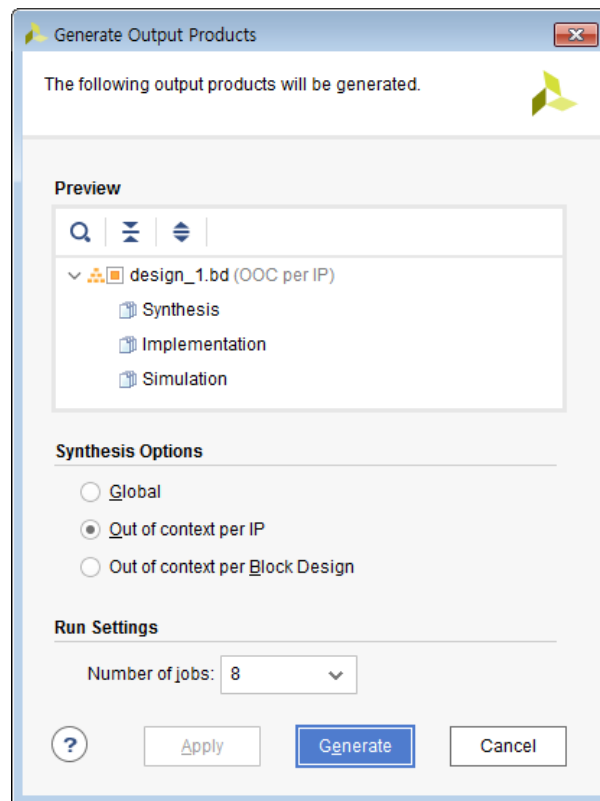 Generate Output Products
The following output products will be generated.
Preview
design_1.bd (OOC per IP)
Synthesis
Implementation
Simulation
Synthesis Options
Global
Out of context per IP
Out of context per Block Design
Run Settings
Number of jobs: 8
? Apply Generate Cancel